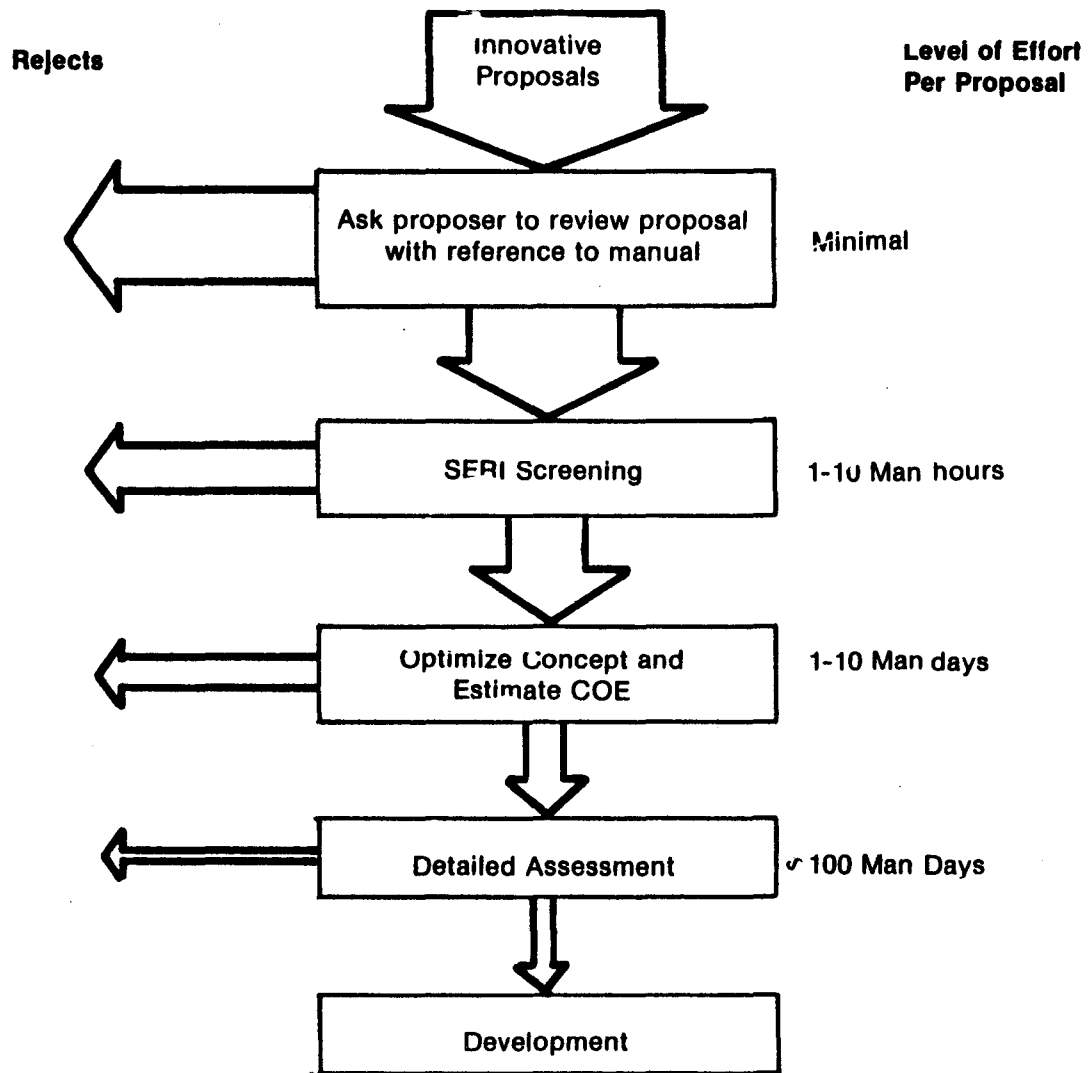 Rejects
Innovative
Proposals
Level of Effort
Per Proposal
Ask proposer to review proposal
with reference to manual
Minimal
SERI Screening
1-10 Man hours
Optimize Concept and
Estimate COE
1-10 Man days
Detailed Assessment
~ 100 Man Days
Development